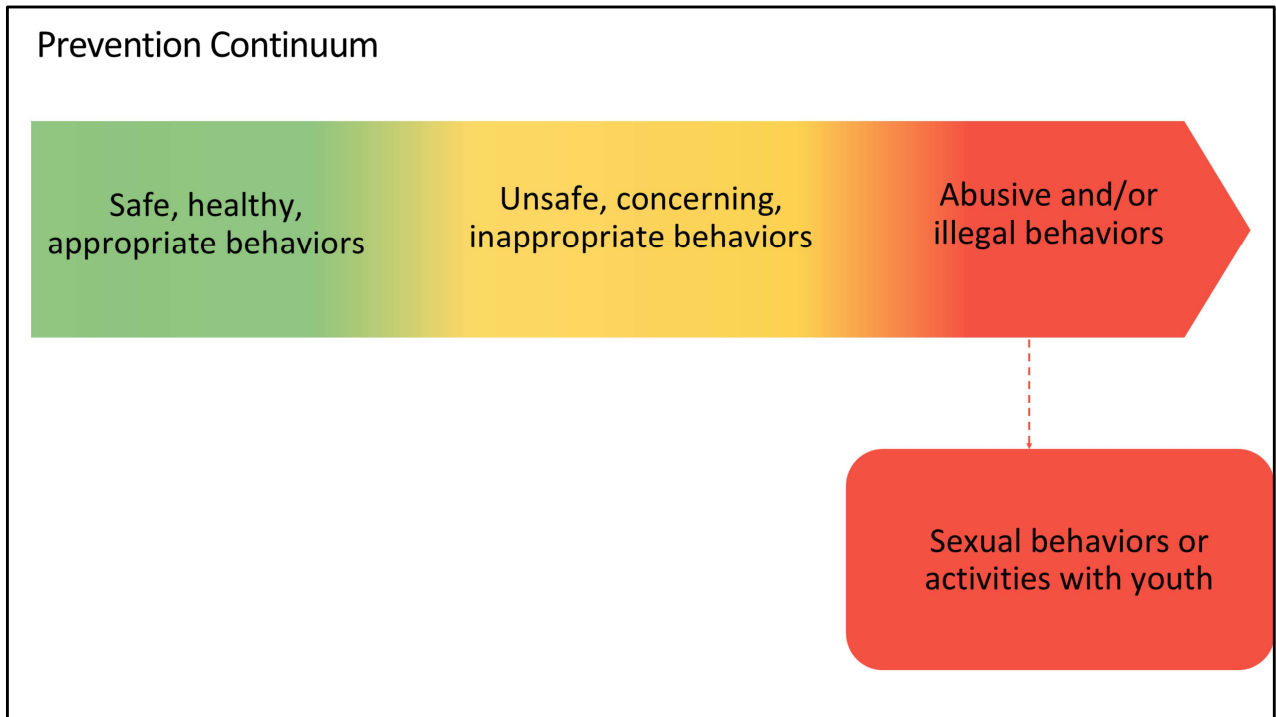 Prevention Continuum
Safe, healthy,
appropriate behaviors
Unsafe, concerning,
inappropriate behaviors
Abusive and/or
illegal behaviors
Sexual behaviors or
activities with youth